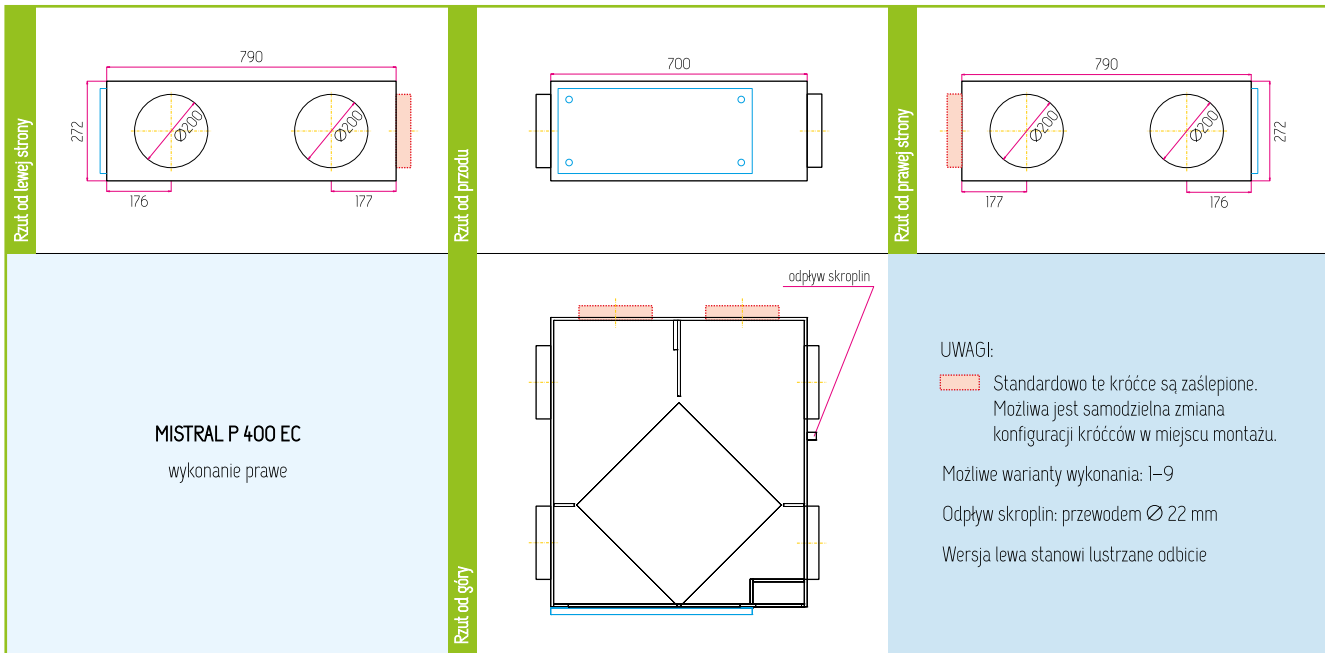 Rzut od lewej strony
790
272
Ø200
Ø200
176
177
Rzut od przodu
700
Rzut od prawej strony
790
Ø200
Ø200
272
177
176
MISTRAL P 400 EC
wykonanie prawe
Rzut od góry
odpływ skroplin
UWAGI:
Standardowo te króćce są zaślepione.
Możliwa jest samodzielna zmiana
konfiguracji króćców w miejscu montażu.
Możliwe warianty wykonania: 1–9
Odpływ skroplin: przewodem Ø 22 mm
Wersja lewa stanowi lustrzane odbicie